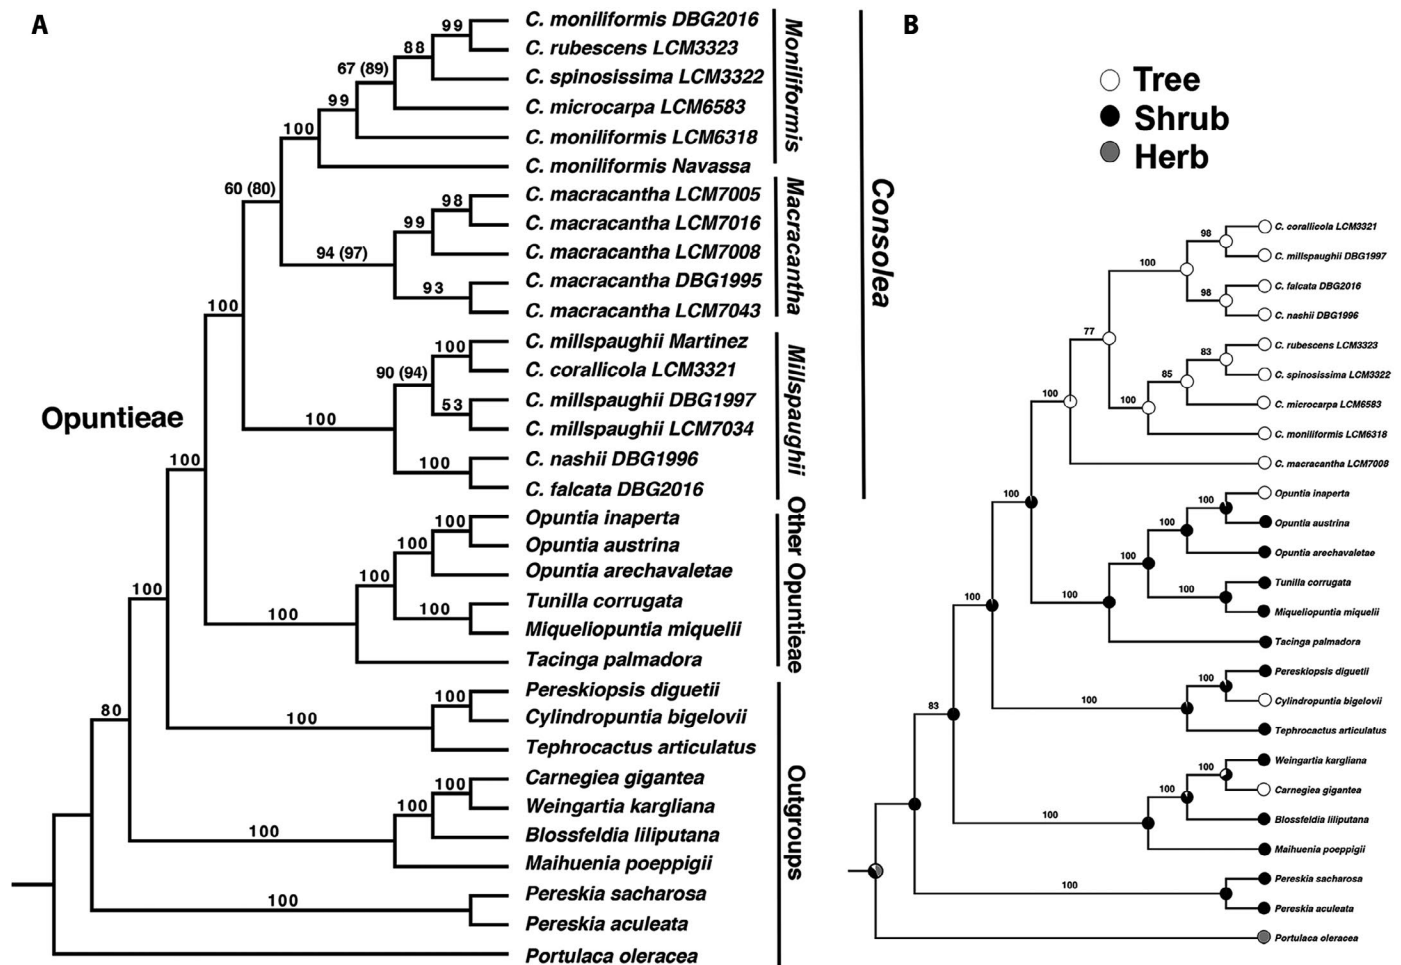 A
99
C. moniliformis DBG2016
88
C. rubescens LCM3323
67 (89)
C. spinosissima LCM3322
99
C. microcarpa LCM6583
100
C. moniliformis LCM6318
C. moniliformis Navassa
Moniliformis
60 (80)
98
C. macracantha LCM7005
99
C. macracantha LCM7016
94 (97)
C. macracantha LCM7008
93
C. macracantha DBG1995
C. macracantha LCM7043
Macracantha
100
100
C. millspaughii Martinez
90 (94)
C. corallicola LCM3321
53
C. millspaughii DBG1997
100
C. millspaughii LCM7034
100
C. nashii DBG1996
C. falcata DBG2016
Millspaughii
Consolea
Opuntieae
100
100
Opuntia inaperta
100
Opuntia austrina
100
Opuntia arechavaletae
100
Tunilla corrugata
100
Miqueliopuntia miquelii
Tacinga palmadora
Other Opuntieae
100
100
Pereskiopsis diguetii
100
Cylindropuntia bigelovii
Tephrocactus articulatus
80
100
Carnegiea gigantea
100
Weingartia kargliana
100
Blossfeldia liliputana
Maihuenia poeppigii
100
Pereskia sacharosa
Pereskia aculeata
Portulaca oleracea
Outgroups
B
Tree
Shrub
Herb
98
C. corallicola LCM3321
100
C. millspaughii DBG1997
98
C. falcata DBG2016
C. nashii DBG1996
77
83
C. rubescens LCM3323
85
C. spinosissima LCM3322
100
100
C. microcarpa LCM6583
C. moniliformis LCM6318
C. macracantha LCM7008
100
100
Opuntia inaperta
100
Opuntia austrina
100
Opuntia arechavaletae
100
100
Tunilla corrugata
Miqueliopuntia miquelii
Tacinga palmadora
100
100
Pereskiopsis diguetii
100
Cylindropuntia bigelovii
Tephrocactus articulatus
83
100
Weingartia kargliana
100
Carnegiea gigantea
100
Blossfeldia liliputana
Maihuenia poeppigii
100
Pereskia sacharosa
Pereskia aculeata
Portulaca oleracea